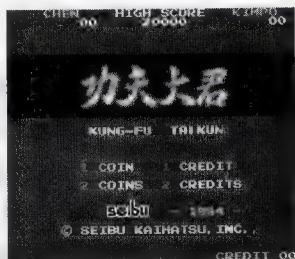 CHEN HIGH SCORE KIMPO
00 20000 00
功夫大君
KUNG-FU TAIKUN
1 COIN 1 CREDIT
2 COINS 2 CREDITS
seibu - 1984 -
© SEIBU KAIHATSU, INC.
CREDIT 00